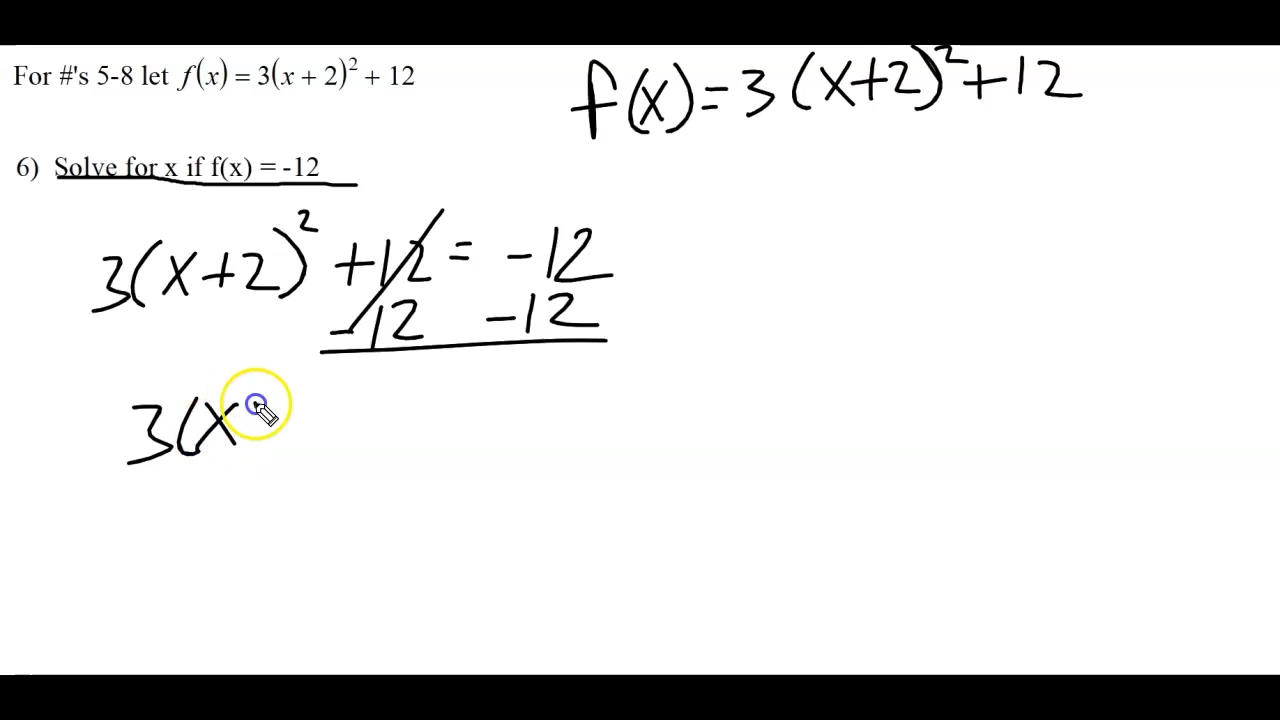 For #'s 5-8 let f(x) = 3(x + 2)² + 12
f(x) = 3(x+2)² + 12
6) Solve for x if f(x) = -12
3(x+2)² + 12 = -12
-12 -12
3(x